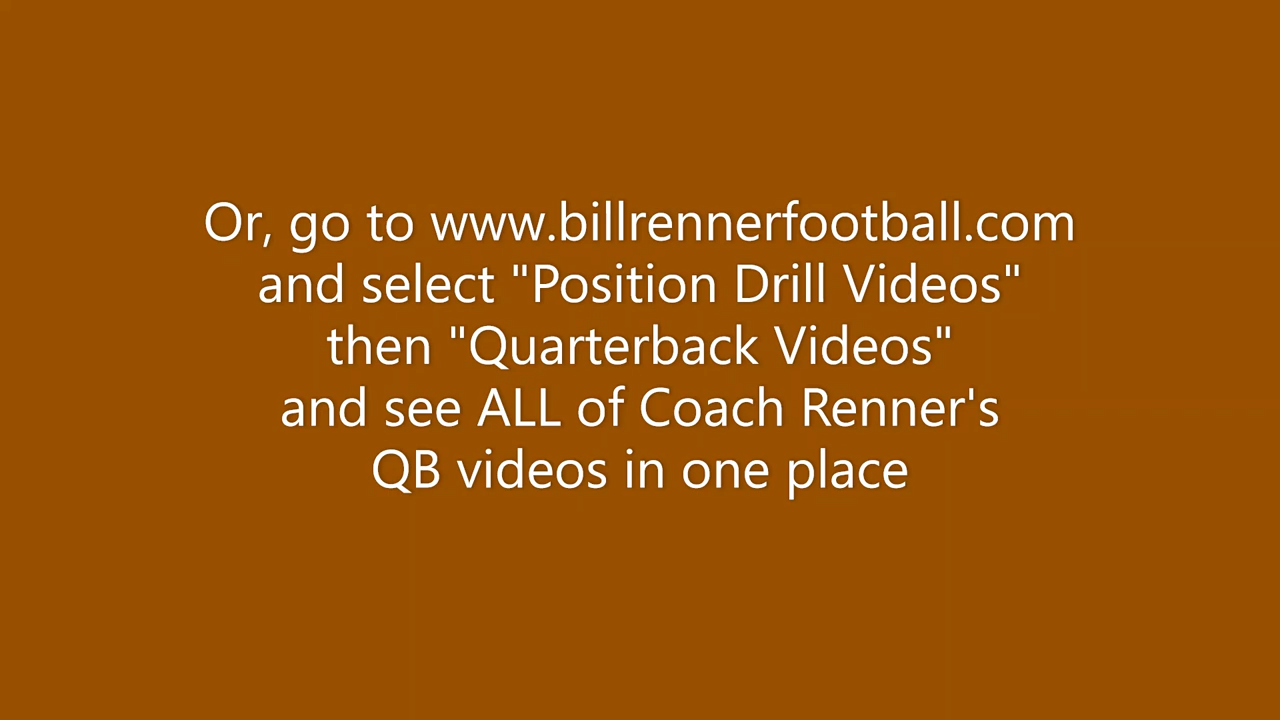 Or, go to www.billrennerfootball.com
and select "Position Drill Videos"
then "Quarterback Videos"
and see ALL of Coach Renner's
QB videos in one place